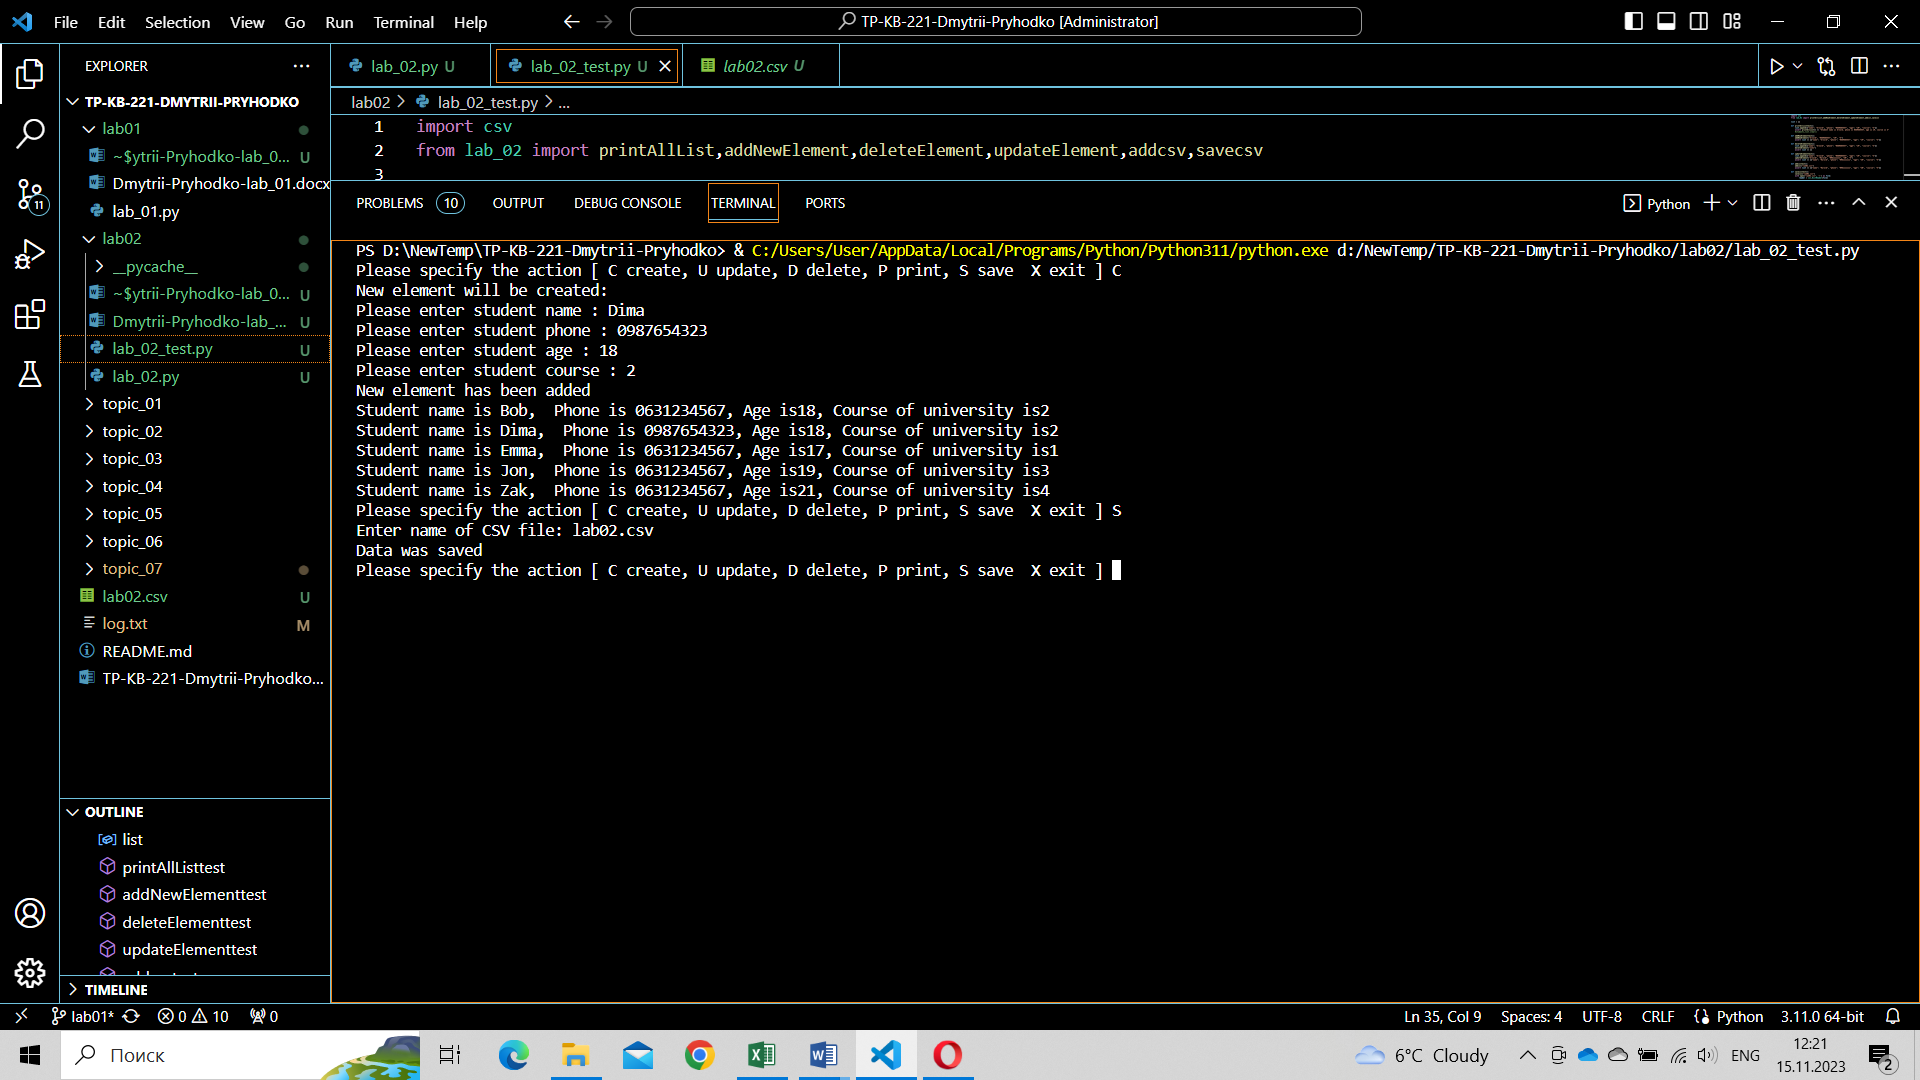 File Edit Selection View Go Run Terminal Help
TP-KB-221-Dmytrii-Pryhodko [Administrator]
EXPLORER
TP-KB-221-DMYTRII-PRYHODKO
lab01
~$ytrii-Pryhodko-lab_0... U
Dmytrii-Pryhodko-lab_01.docx
lab_01.py
lab02
__pycache__
~$ytrii-Pryhodko-lab_0... U
Dmytrii-Pryhodko-lab_... U
lab_02_test.py U
lab_02.py U
topic_01
topic_02
topic_03
topic_04
topic_05
topic_06
topic_07
lab02.csv U
log.txt M
README.md
TP-KB-221-Dmytrii-Pryhodko...
OUTLINE
list
printAllListtest
addNewElementtest
deleteElementtest
updateElementtest
TIMELINE
11
lab_02.py U
lab_02_test.py U
lab02.csv U
lab02 > lab_02_test.py > ...
1 import csv
2 from lab_02 import printAllList,addNewElement,deleteElement,updateElement,addcsv,savecsv
3
PROBLEMS 10 OUTPUT DEBUG CONSOLE TERMINAL PORTS
Python
PS D:\NewTemp\TP-KB-221-Dmytrii-Pryhodko> & C:/Users/User/AppData/Local/Programs/Python/Python311/python.exe d:/NewTemp/TP-KB-221-Dmytrii-Pryhodko/lab02/lab_02_test.py
Please specify the action [ C create, U update, D delete, P print, S save  X exit ] C
New element will be created:
Please enter student name : Dima
Please enter student phone : 0987654323
Please enter student age : 18
Please enter student course : 2
New element has been added
Student name is Bob,  Phone is 0631234567, Age is18, Course of university is2
Student name is Dima,  Phone is 0987654323, Age is18, Course of university is2
Student name is Emma,  Phone is 0631234567, Age is17, Course of university is1
Student name is Jon,  Phone is 0631234567, Age is19, Course of university is3
Student name is Zak,  Phone is 0631234567, Age is21, Course of university is4
Please specify the action [ C create, U update, D delete, P print, S save  X exit ] S
Enter name of CSV file: lab02.csv
Data was saved
Please specify the action [ C create, U update, D delete, P print, S save  X exit ]
lab01* 0 10 0
Ln 35, Col 9 Spaces: 4 UTF-8 CRLF Python 3.11.0 64-bit
Поиск
6°C Cloudy
ENG
12:21
15.11.2023
2